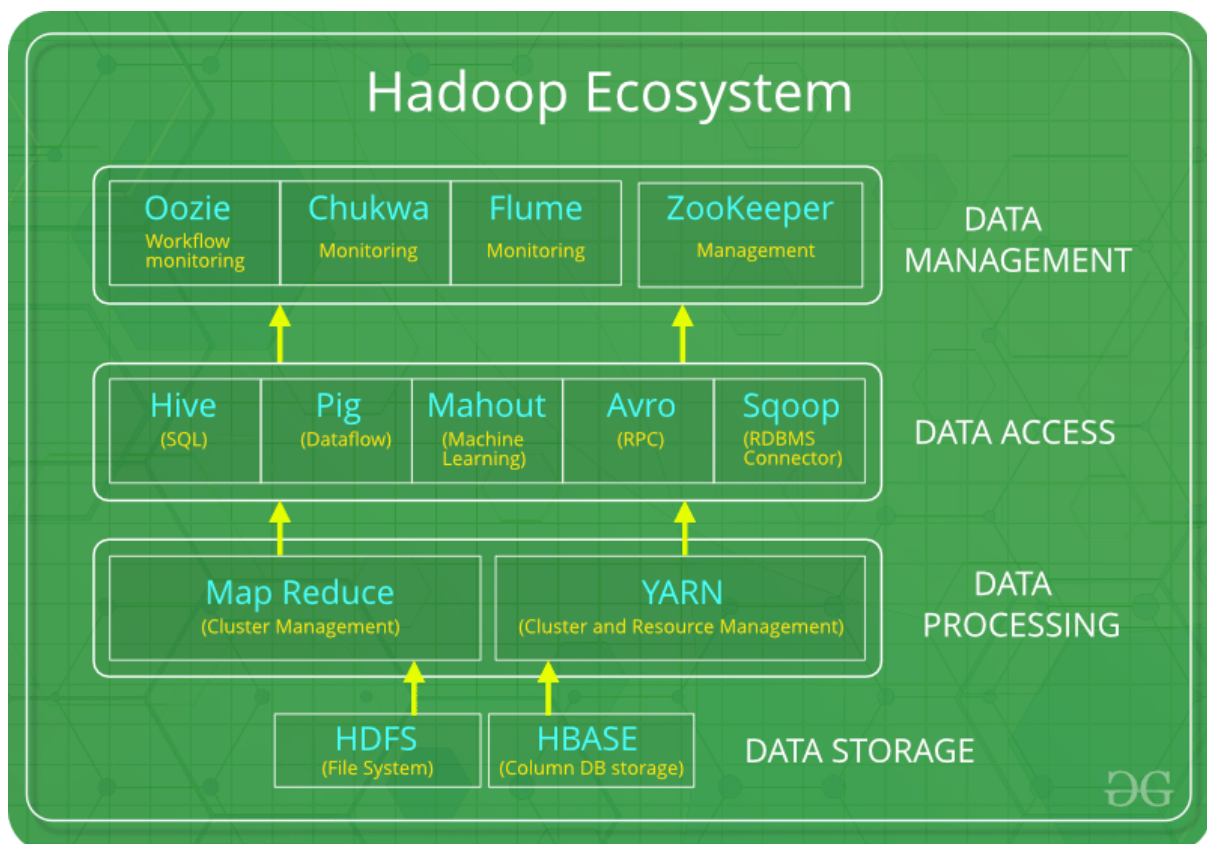 Hadoop Ecosystem
Oozie
Workflow
monitoring
Chukwa
Monitoring
Flume
Monitoring
ZooKeeper
Management
DATA
MANAGEMENT
Hive
(SQL)
Pig
(Dataflow)
Mahout
(Machine
Learning)
Avro
(RPC)
Sqoop
(RDBMS
Connector)
DATA ACCESS
Map Reduce
(Cluster Management)
YARN
(Cluster and Resource Management)
DATA
PROCESSING
HDFS
(File System)
HBASE
(Column DB storage)
DATA STORAGE